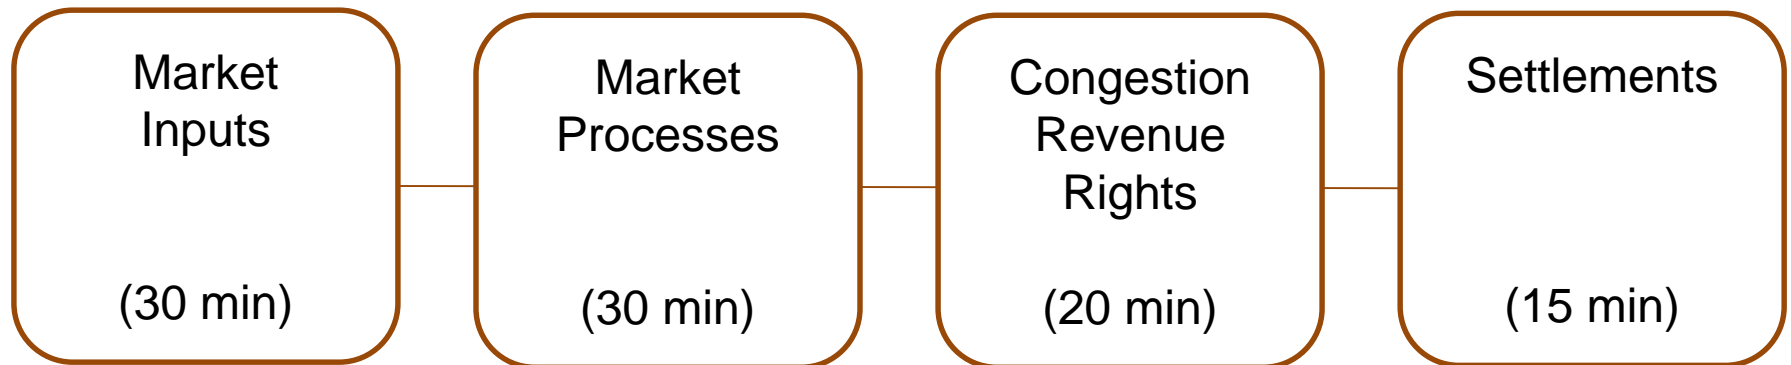 Market
Inputs
(30 min)
Market
Processes
(30 min)
Congestion
Revenue
Rights
(20 min)
Settlements
(15 min)